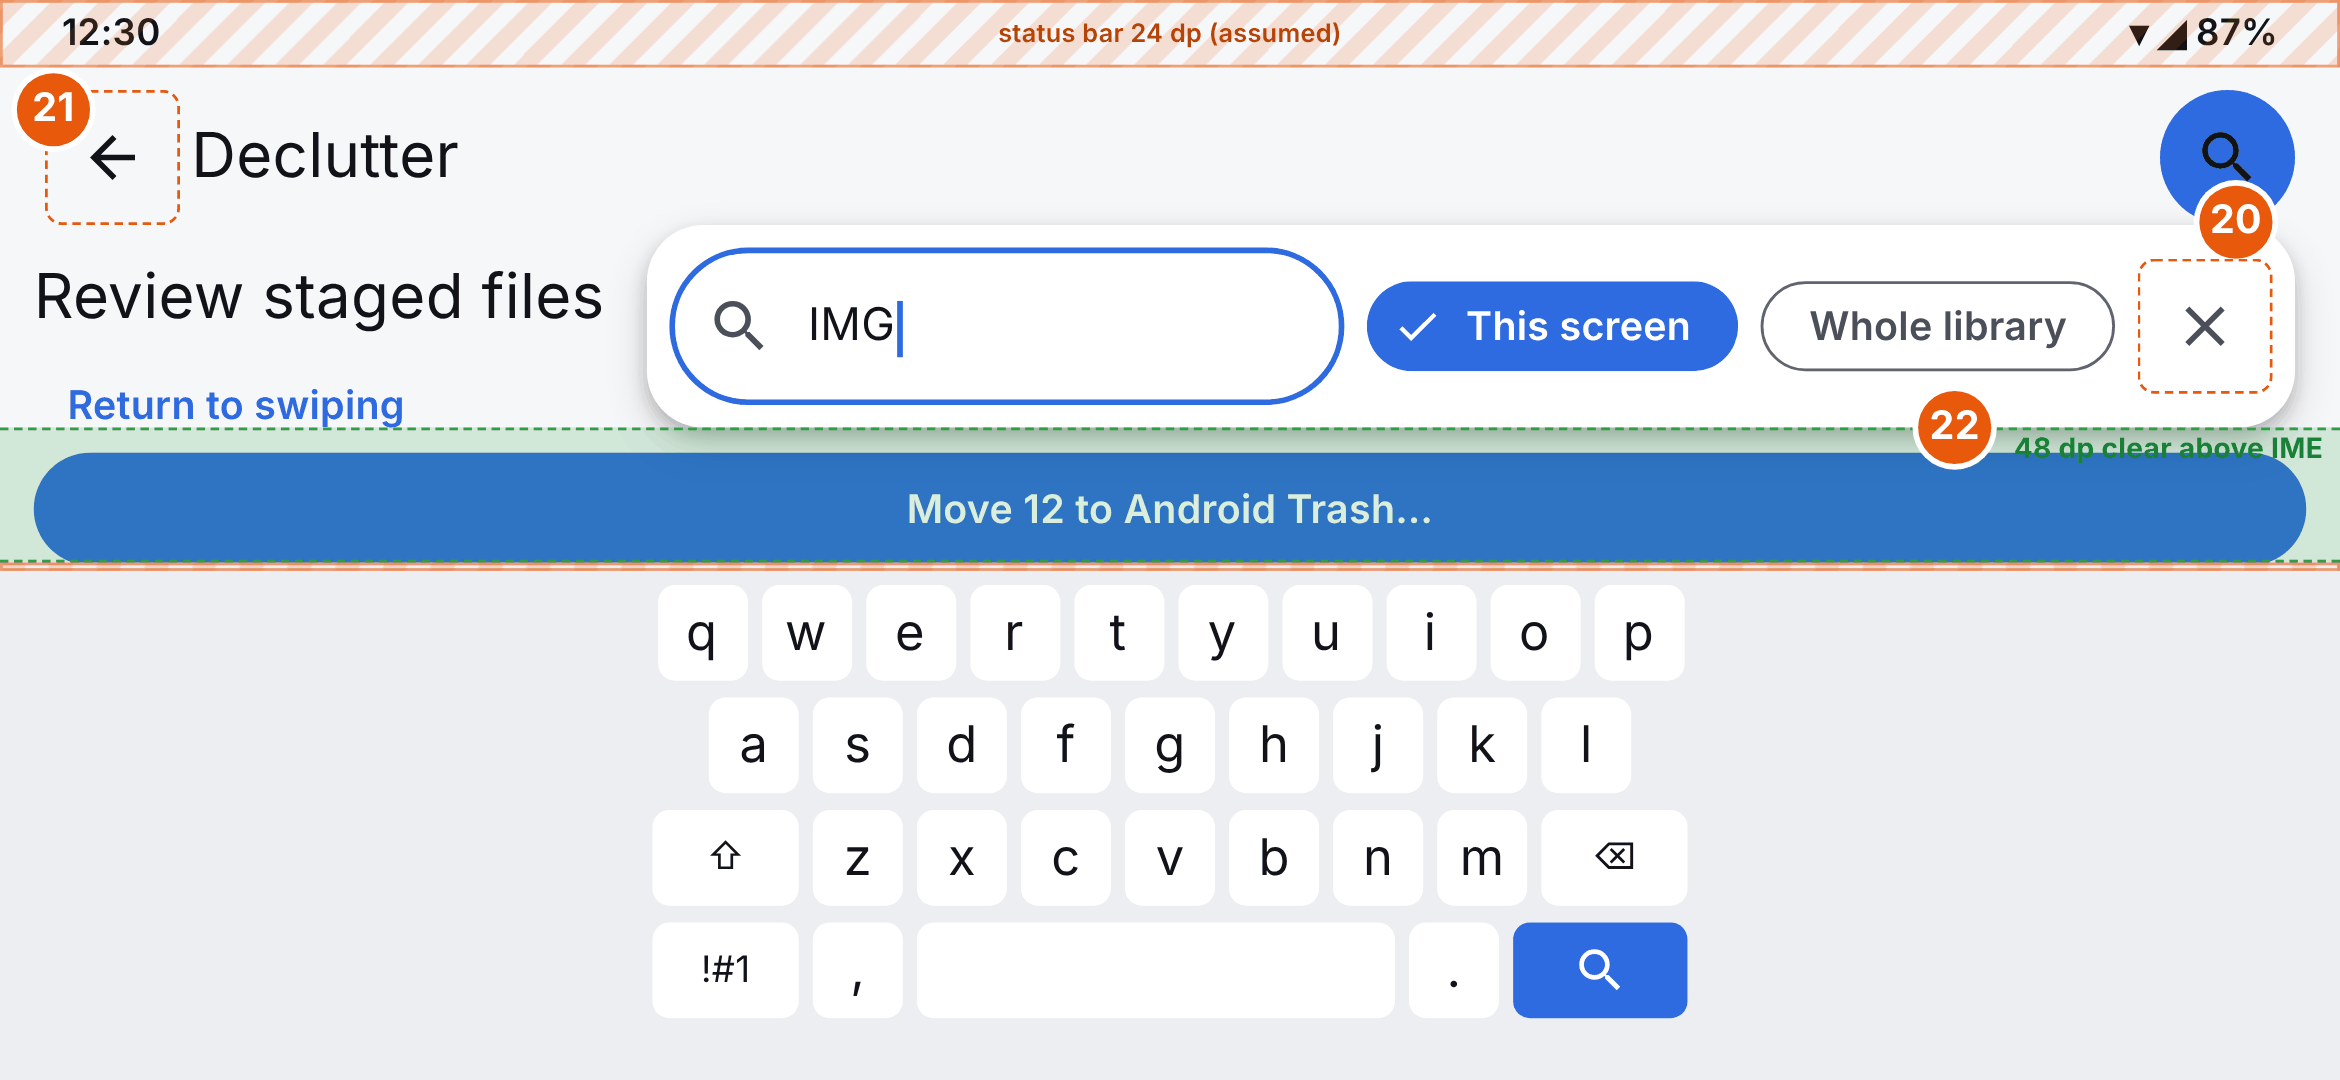 12:30
status bar 24 dp (assumed)
87%
21
Declutter
20
Review staged files
IMG
This screen
Whole library
Return to swiping
22
48 dp clear above IME
Move 12 to Android Trash...
q w e r t y u i o p
a s d f g h j k l
z x c v b n m
!#1 , .